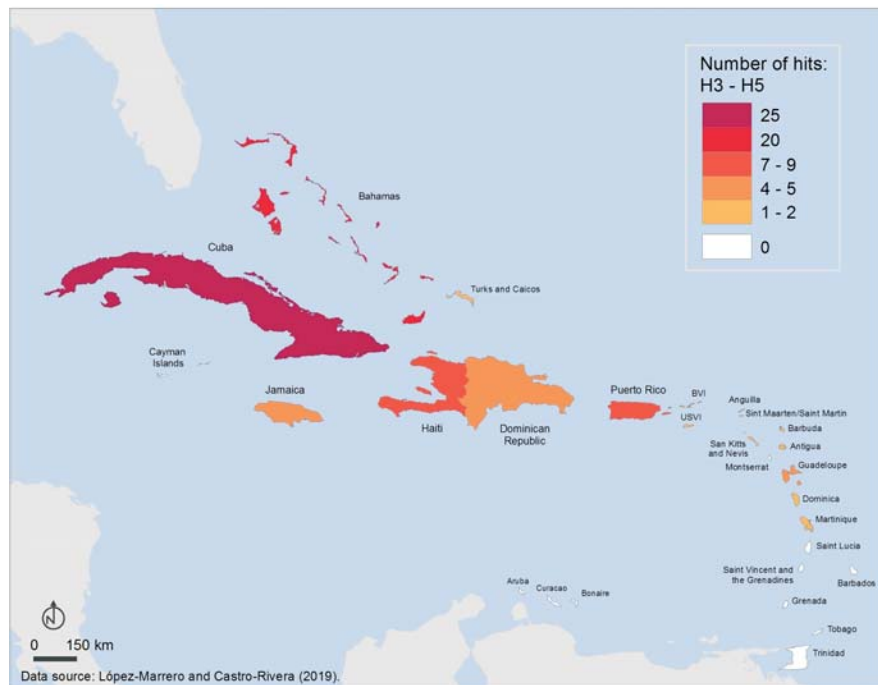 Number of hits:
H3 - H5
25
20
7 - 9
4 - 5
1 - 2
0
Bahamas
Cuba
Turks and Caicos
Cayman
Islands
Jamaica
Haiti
Dominican
Republic
Puerto Rico
BVI
USVI
Anguilla
Sint Maarten/Saint Martin
Barbuda
San Kitts
and Nevis
Antigua
Montserrat
Guadeloupe
Dominica
Martinique
Saint Lucia
Saint Vincent and
the Grenadines
Barbados
Aruba
Curacao
Bonaire
Grenada
Tobago
Trinidad
N
0 150 km
Data source: López-Marrero and Castro-Rivera (2019).